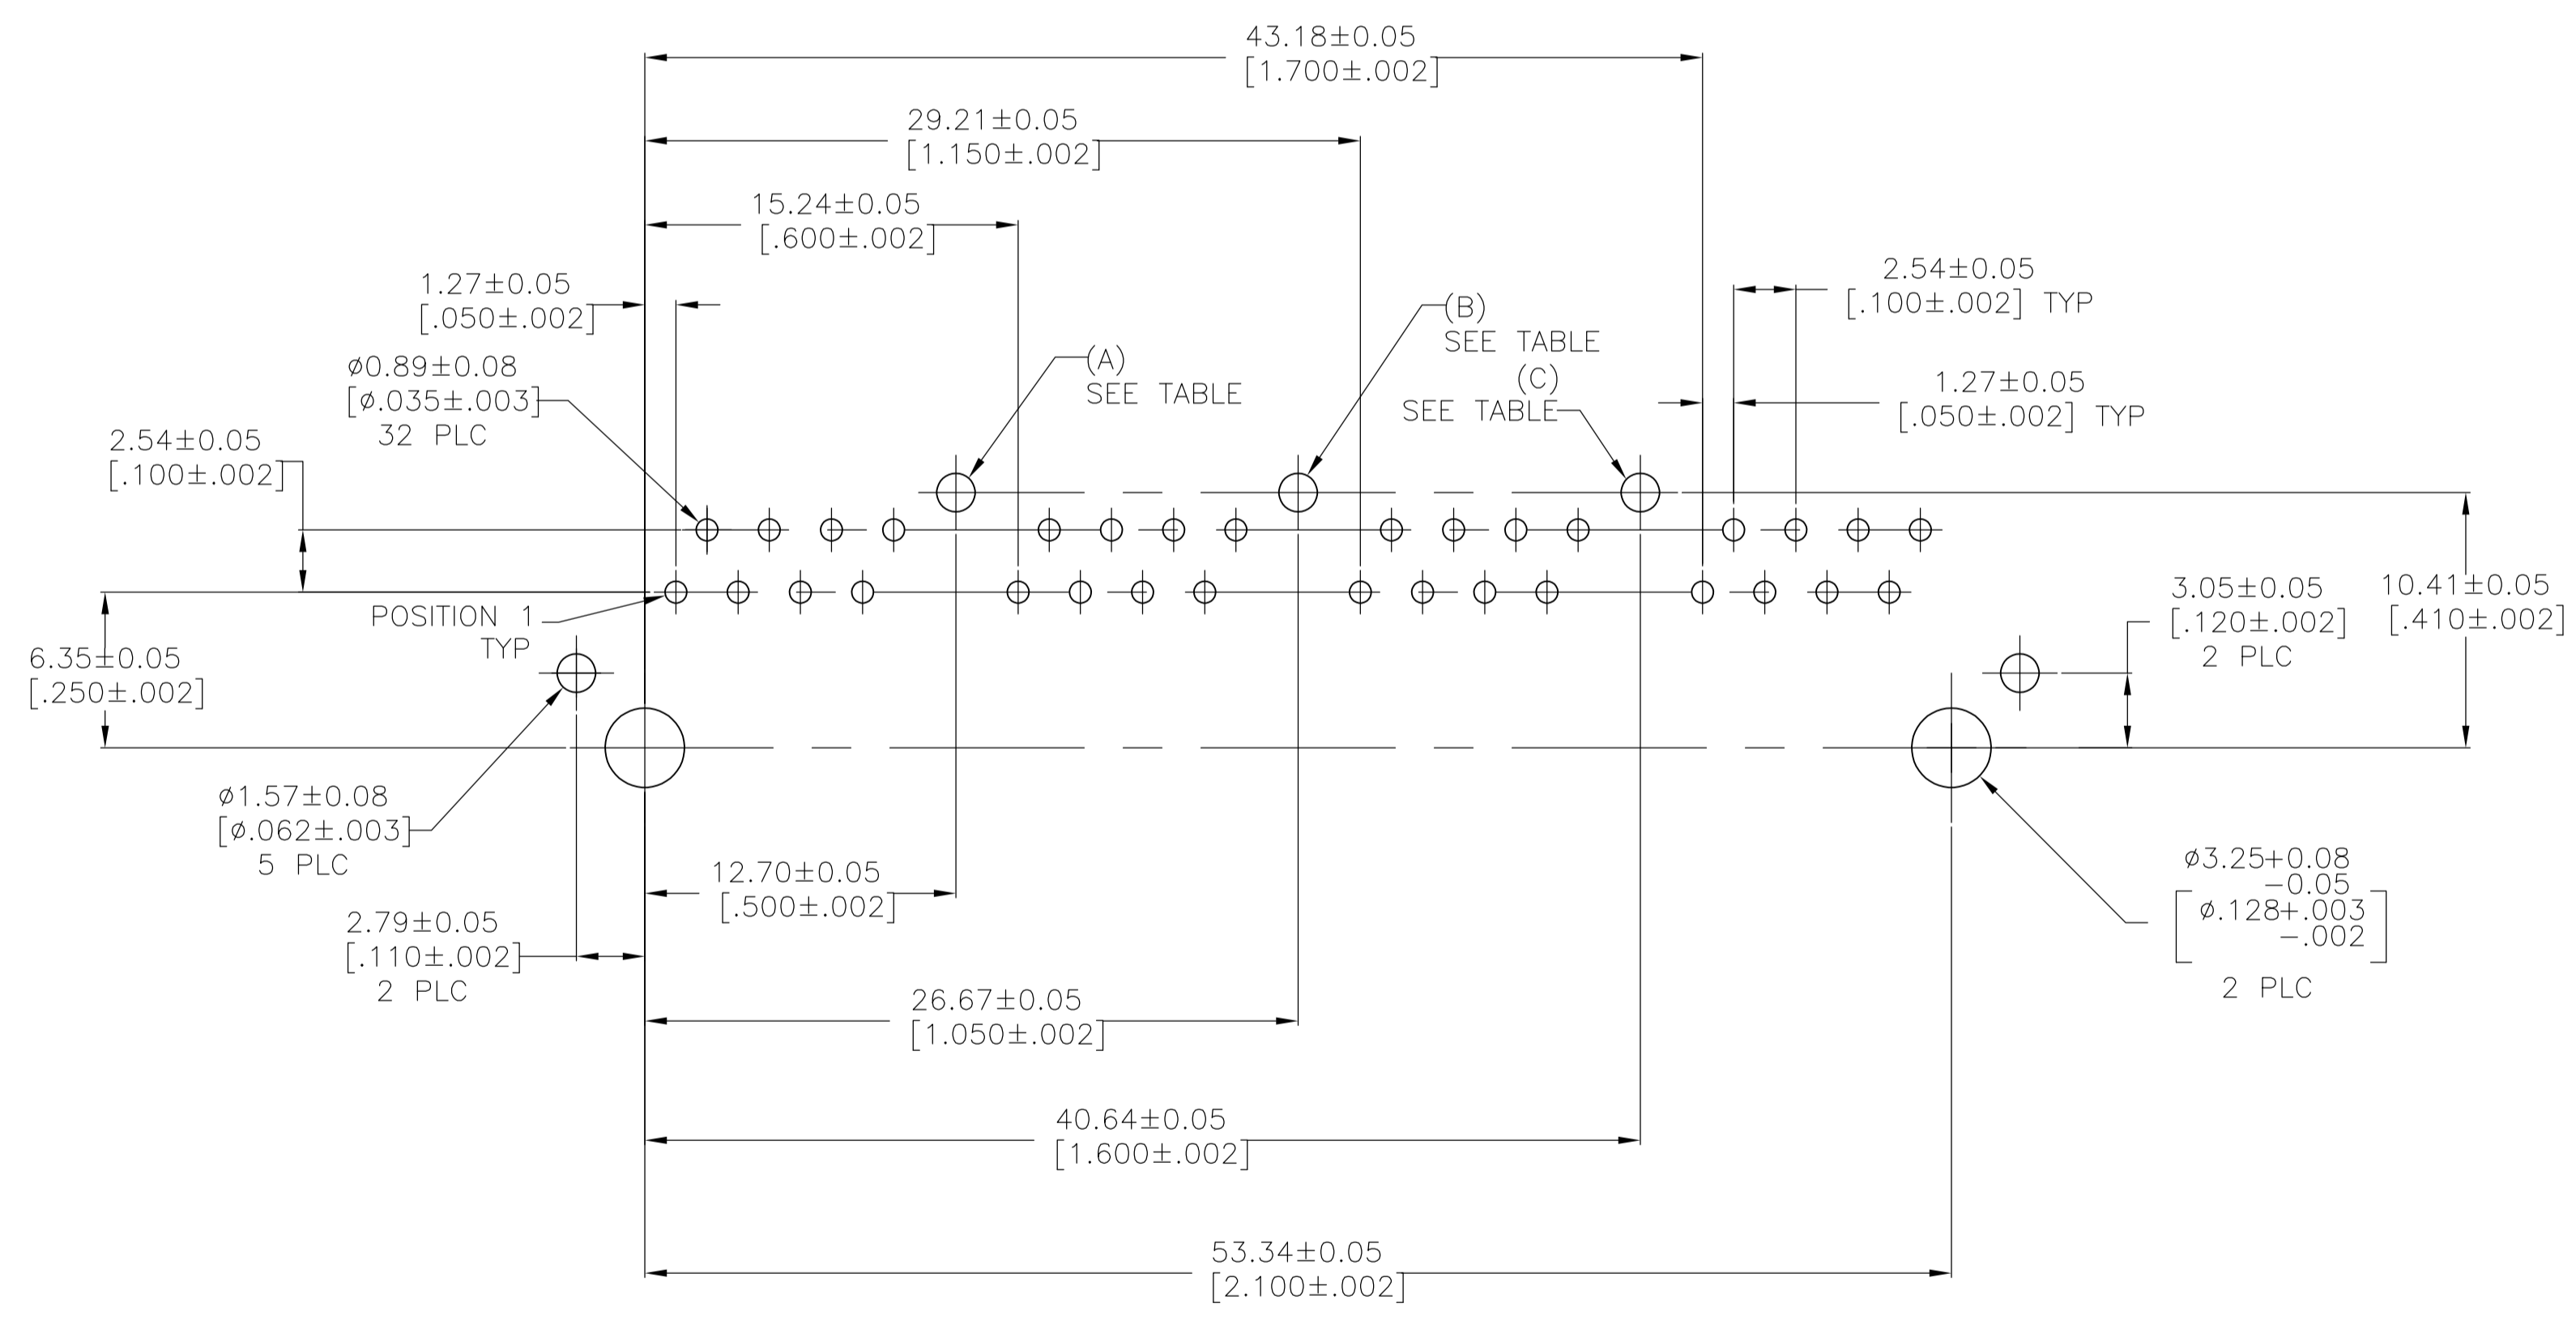 43.18±0.05
[1.700±.002]
29.21±0.05
[1.150±.002]
15.24±0.05
[.600±.002]
1.27±0.05
[.050±.002]
2.54±0.05
[.100±.002] TYP
(B)
SEE TABLE
(A)
SEE TABLE
(C)
SEE TABLE
1.27±0.05
[.050±.002] TYP
⌀0.89±0.08
[⌀.035±.003]
32 PLC
2.54±0.05
[.100±.002]
POSITION 1
TYP
6.35±0.05
[.250±.002]
3.05±0.05
[.120±.002]
2 PLC
10.41±0.05
[.410±.002]
⌀1.57±0.08
[⌀.062±.003]
5 PLC
12.70±0.05
[.500±.002]
⌀3.25+0.08
−0.05
[⌀.128+.003
−.002]
2 PLC
2.79±0.05
[.110±.002]
2 PLC
26.67±0.05
[1.050±.002]
40.64±0.05
[1.600±.002]
53.34±0.05
[2.100±.002]